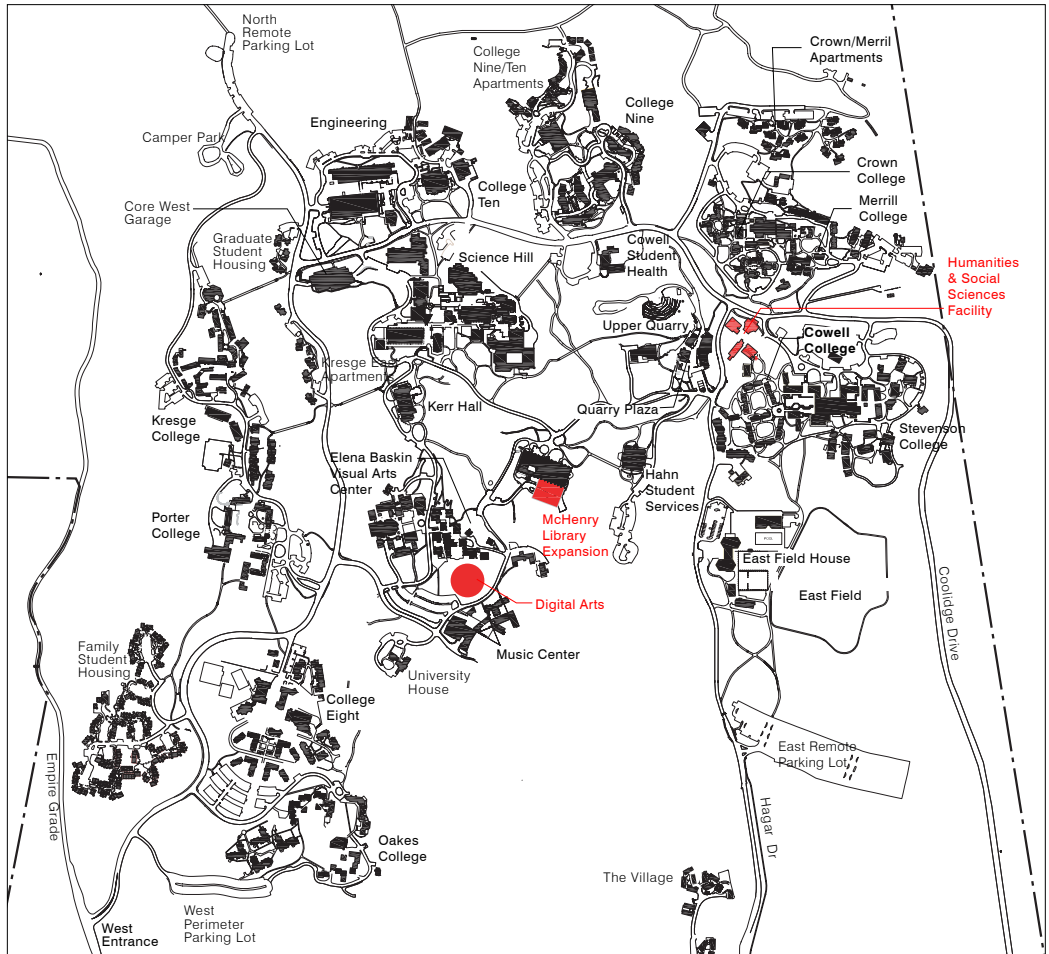 North
Remote
Parking Lot
College
Nine/Ten
Apartments
Crown/Merril
Apartments
Camper Park
Engineering
College
Nine
Crown
College
College
Ten
Core West
Garage
Merrill
College
Graduate
Student
Housing
Science Hill
Cowell
Student
Health
Humanities
& Social
Sciences
Facility
Upper Quarry
Cowell
College
Kresge East
Apartments
Kerr Hall
Quarry Plaza
Kresge
College
Stevenson
College
Elena Baskin
Visual Arts
Center
Hahn
Student
Services
Porter
College
McHenry
Library
Expansion
East Field House
East Field
Digital Arts
Coolidge Drive
Music Center
Family
Student
Housing
University
House
College
Eight
East Remote
Parking Lot
Empire Grade
Hagar Dr
Oakes
College
The Village
West
Perimeter
Parking Lot
West
Entrance